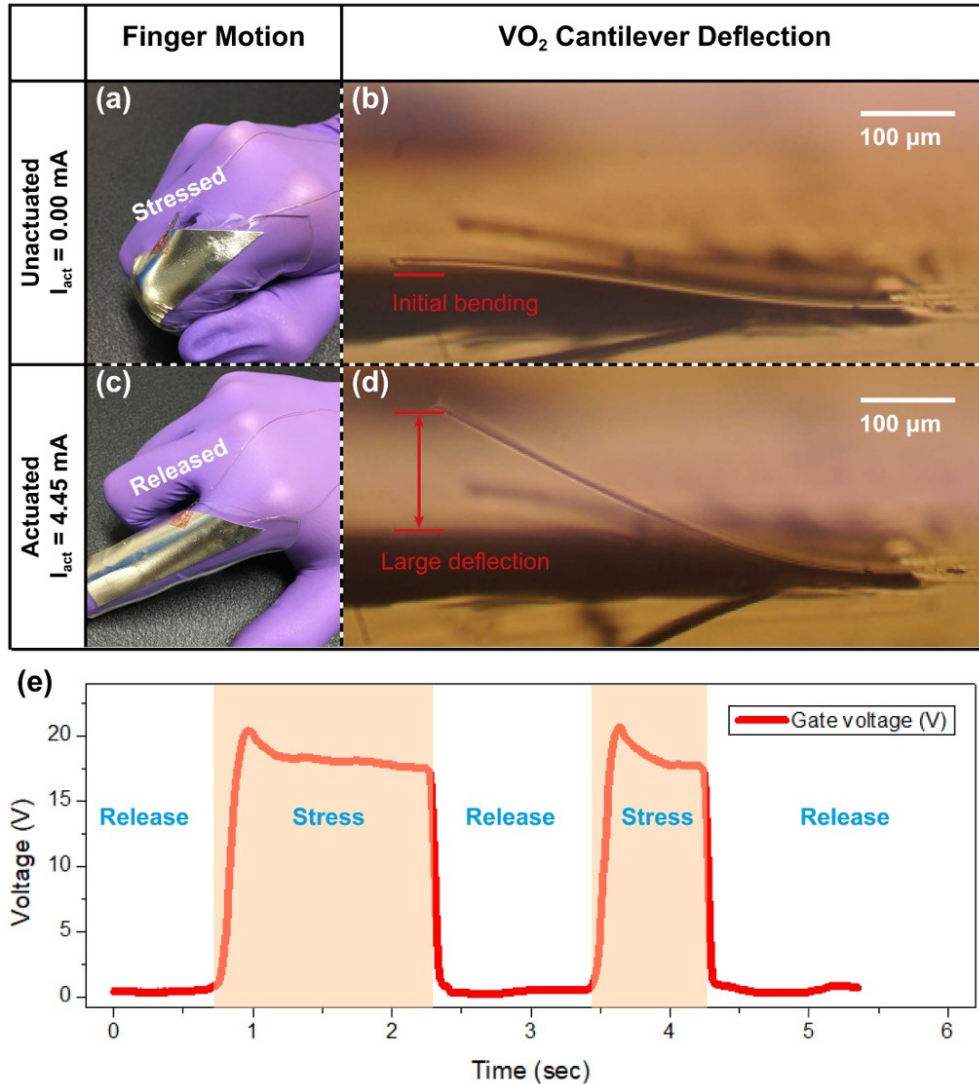 Finger Motion
VO₂ Cantilever Deflection
Unactuated
I_act = 0.00 mA
(a)
Stressed
(b)
100 µm
Initial bending
Actuated
I_act = 4.45 mA
(c)
Released
(d)
100 µm
Large deflection
(e)
Gate voltage (V)
Voltage (V)
20
15
10
5
0
Release
Stress
Release
Stress
Release
0
1
2
3
4
5
6
Time (sec)